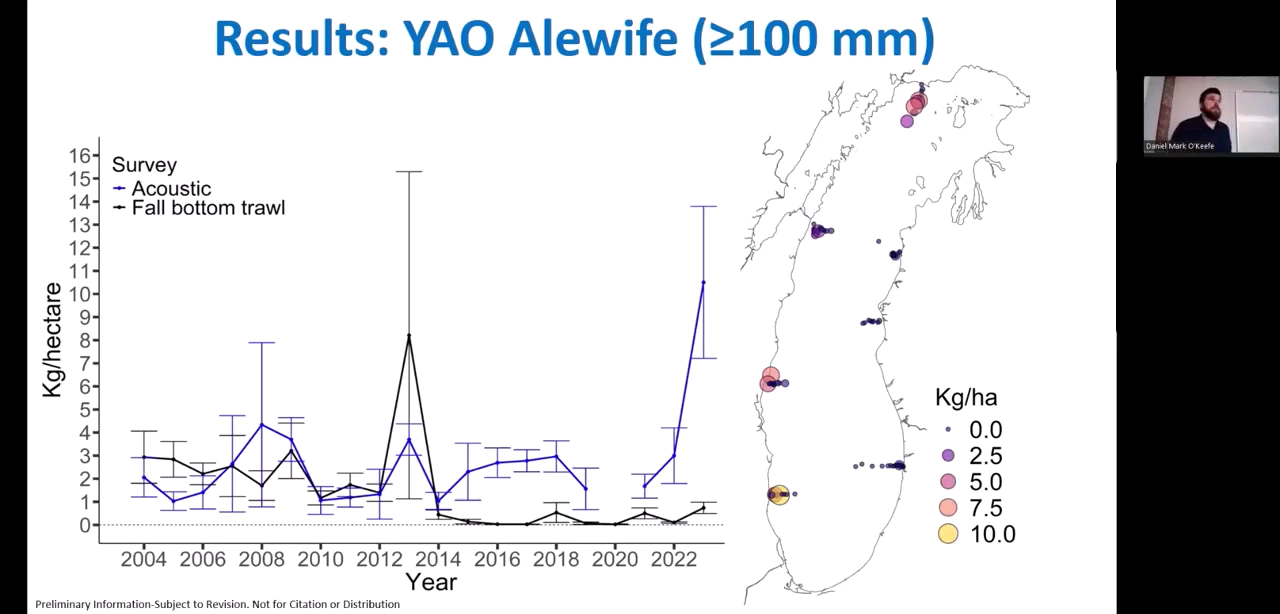 Results: YAO Alewife (≥100 mm)
Daniel Mark O'Keefe
Survey
Acoustic
Fall bottom trawl
Kg/hectare
16
15
14
13
12
11
10
9
8
7
6
5
4
3
2
1
0
2004 2006 2008 2010 2012 2014 2016 2018 2020 2022
Year
Kg/ha
0.0
2.5
5.0
7.5
10.0
Preliminary Information-Subject to Revision. Not for Citation or Distribution